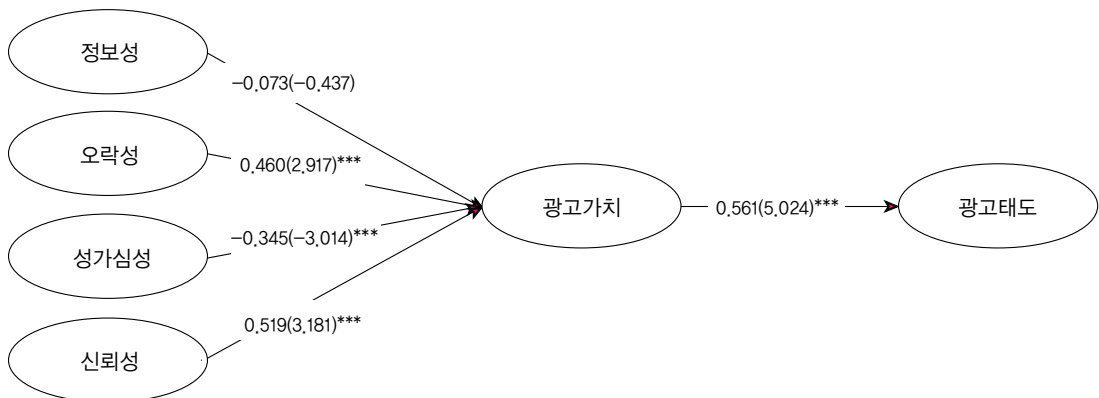 정보성
-0.073(-0.437)
오락성
0.460(2.917)***
광고가치
0.561(5.024)***
광고태도
성가심성
-0.345(-3.014)***
0.519(3.181)***
신뢰성